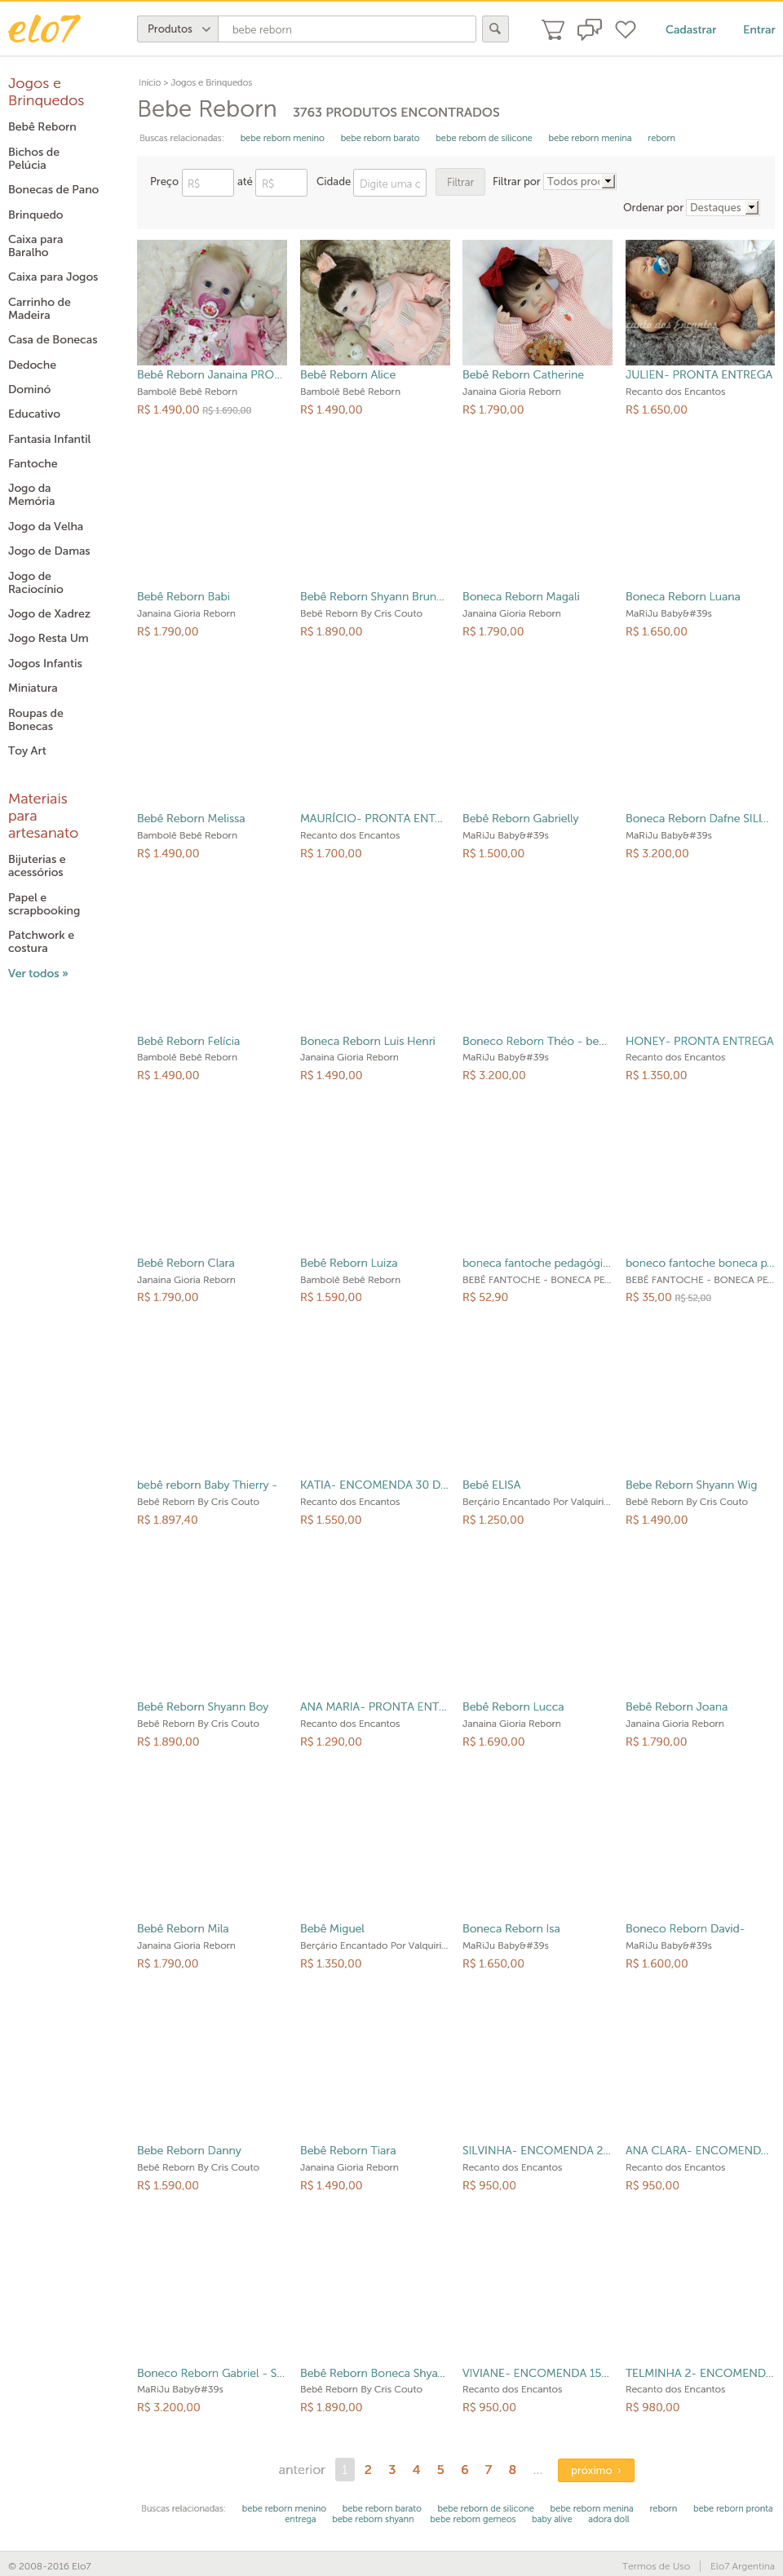 elo7
Produtos
bebe reborn
Cadastrar
Entrar
Jogos e
Brinquedos
Bebê Reborn
Bichos de
Pelúcia
Bonecas de Pano
Brinquedo
Caixa para
Baralho
Caixa para Jogos
Carrinho de
Madeira
Casa de Bonecas
Dedoche
Dominó
Educativo
Fantasia Infantil
Fantoche
Jogo da
Memória
Jogo da Velha
Jogo de Damas
Jogo de
Raciocínio
Jogo de Xadrez
Jogo Resta Um
Jogos Infantis
Miniatura
Roupas de
Bonecas
Toy Art
Materiais
para
artesanato
Bijuterias e
acessórios
Papel e
scrapbooking
Patchwork e
costura
Ver todos »
Início > Jogos e Brinquedos
Bebe Reborn 3763 PRODUTOS ENCONTRADOS
Buscas relacionadas: bebe reborn menino bebe reborn barato bebe reborn de silicone bebe reborn menina reborn
Preço R$ até R$ Cidade Digite uma c Filtrar Filtrar por Todos proc
Ordenar por Destaques
Bebê Reborn Janaina PRO...
Bambolê Bebê Reborn
R$ 1.490,00 R$ 1.690,00
Bebê Reborn Alice
Bambolê Bebê Reborn
R$ 1.490,00
Bebê Reborn Catherine
Janaina Gioria Reborn
R$ 1.790,00
JULIEN- PRONTA ENTREGA
Recanto dos Encantos
R$ 1.650,00
Bebê Reborn Babi
Janaina Gioria Reborn
R$ 1.790,00
Bebê Reborn Shyann Brun...
Bebê Reborn By Cris Couto
R$ 1.890,00
Boneca Reborn Magali
Janaina Gioria Reborn
R$ 1.790,00
Boneca Reborn Luana
MaRiJu Baby&#39s
R$ 1.650,00
Bebê Reborn Melissa
Bambolê Bebê Reborn
R$ 1.490,00
MAURÍCIO- PRONTA ENT...
Recanto dos Encantos
R$ 1.700,00
Bebê Reborn Gabrielly
MaRiJu Baby&#39s
R$ 1.500,00
Boneca Reborn Dafne SILI...
MaRiJu Baby&#39s
R$ 3.200,00
Bebê Reborn Felícia
Bambolê Bebê Reborn
R$ 1.490,00
Boneca Reborn Luis Henri
Janaina Gioria Reborn
R$ 1.490,00
Boneco Reborn Théo - be...
MaRiJu Baby&#39s
R$ 3.200,00
HONEY- PRONTA ENTREGA
Recanto dos Encantos
R$ 1.350,00
Bebê Reborn Clara
Janaina Gioria Reborn
R$ 1.790,00
Bebê Reborn Luiza
Bambolê Bebê Reborn
R$ 1.590,00
boneca fantoche pedagógi...
BEBÊ FANTOCHE - BONECA PE...
R$ 52,90
boneco fantoche boneca p...
BEBÊ FANTOCHE - BONECA PE...
R$ 35,00 R$ 52,00
bebê reborn Baby Thierry -
Bebê Reborn By Cris Couto
R$ 1.897,40
KATIA- ENCOMENDA 30 D...
Recanto dos Encantos
R$ 1.550,00
Bebê ELISA
Berçário Encantado Por Valquiri...
R$ 1.250,00
Bebe Reborn Shyann Wig
Bebê Reborn By Cris Couto
R$ 1.490,00
Bebê Reborn Shyann Boy
Bebê Reborn By Cris Couto
R$ 1.890,00
ANA MARIA- PRONTA ENT...
Recanto dos Encantos
R$ 1.290,00
Bebê Reborn Lucca
Janaina Gioria Reborn
R$ 1.690,00
Bebê Reborn Joana
Janaina Gioria Reborn
R$ 1.790,00
Bebê Reborn Mila
Janaina Gioria Reborn
R$ 1.790,00
Bebê Miguel
Berçário Encantado Por Valquiri...
R$ 1.350,00
Boneca Reborn Isa
MaRiJu Baby&#39s
R$ 1.650,00
Boneco Reborn David-
MaRiJu Baby&#39s
R$ 1.600,00
Bebe Reborn Danny
Bebê Reborn By Cris Couto
R$ 1.590,00
Bebê Reborn Tiara
Janaina Gioria Reborn
R$ 1.490,00
SILVINHA- ENCOMENDA 2...
Recanto dos Encantos
R$ 950,00
ANA CLARA- ENCOMEND...
Recanto dos Encantos
R$ 950,00
Boneco Reborn Gabriel - S...
MaRiJu Baby&#39s
R$ 3.200,00
Bebê Reborn Boneca Shya...
Bebê Reborn By Cris Couto
R$ 1.890,00
VIVIANE- ENCOMENDA 15...
Recanto dos Encantos
R$ 950,00
TELMINHA 2- ENCOMEND...
Recanto dos Encantos
R$ 980,00
anterior 1 2 3 4 5 6 7 8 ... próximo ›
Buscas relacionadas: bebe reborn menino bebe reborn barato bebe reborn de silicone bebe reborn menina reborn bebe reborn pronta
entrega bebe reborn shyann bebe reborn gemeos baby alive adora doll
© 2008-2016 Elo7
Termos de Uso | Elo7 Argentina